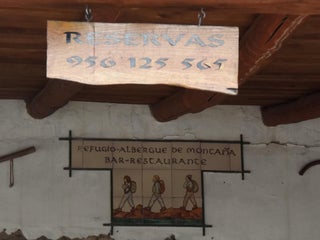 RESERVAS
956 125 565
REFUGIO-ALBERGUE DE MONTAÑA
BAR-RESTAURANTE